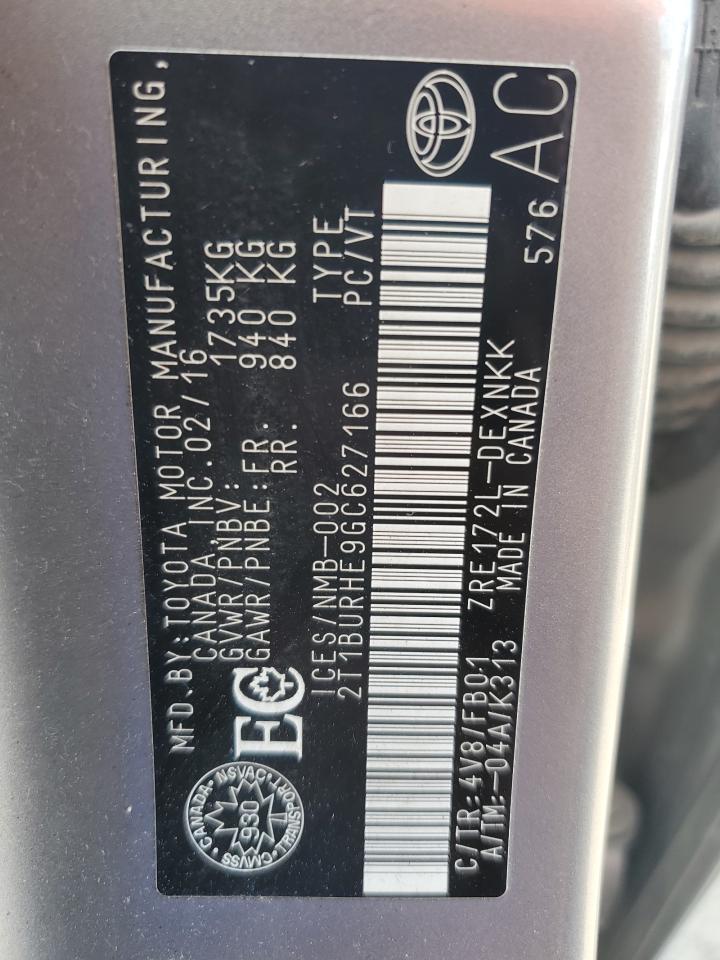 MFD.BY:TOYOTA MOTOR MANUFACTURING,
CANADA, INC.02/16
GVWR/PNBV: 1735KG
GAWR/PNBE:FR. 940 KG
RR. 840 KG
CANADA NSVAC TRANSPORT CMVSS
930
EC
ICES/NMB-002 TYPE
2T1BURHE9GC627166 PC/VT
C/TR:4V8/FB01 ZRE172L-DEXNKK 576
A/TM:-04A/K313 MADE IN CANADA AC